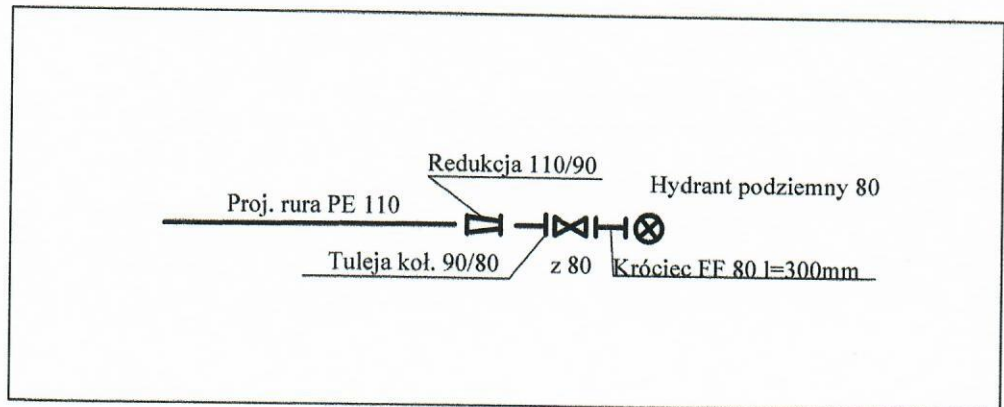 Redukcja 110/90
Hydrant podziemny 80
Proj. rura PE 110
Tuleja koł. 90/80
z 80
Króciec FF 80 l=300mm